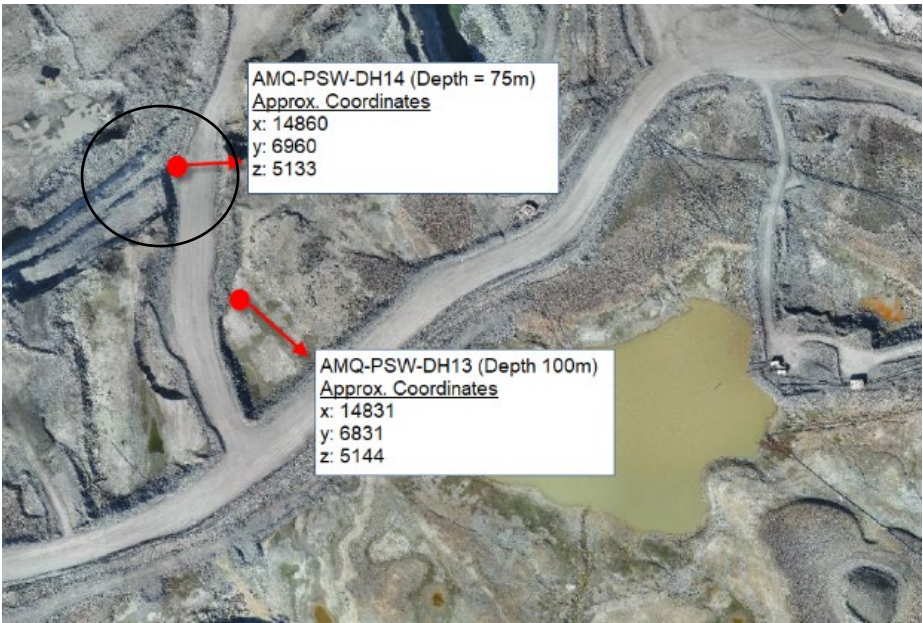 AMQ-PSW-DH14 (Depth = 75m)
Approx. Coordinates
x: 14860
y: 6960
z: 5133
AMQ-PSW-DH13 (Depth 100m)
Approx. Coordinates
x: 14831
y: 6831
z: 5144